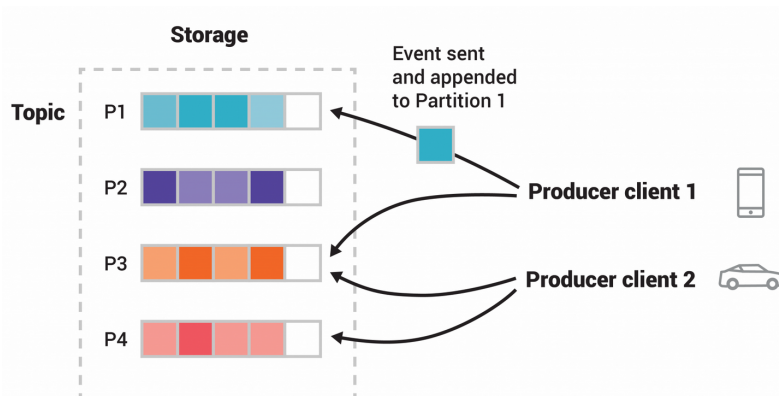 Storage
Event sent
and appended
to Partition 1
Topic
P1
P2
Producer client 1
P3
Producer client 2
P4